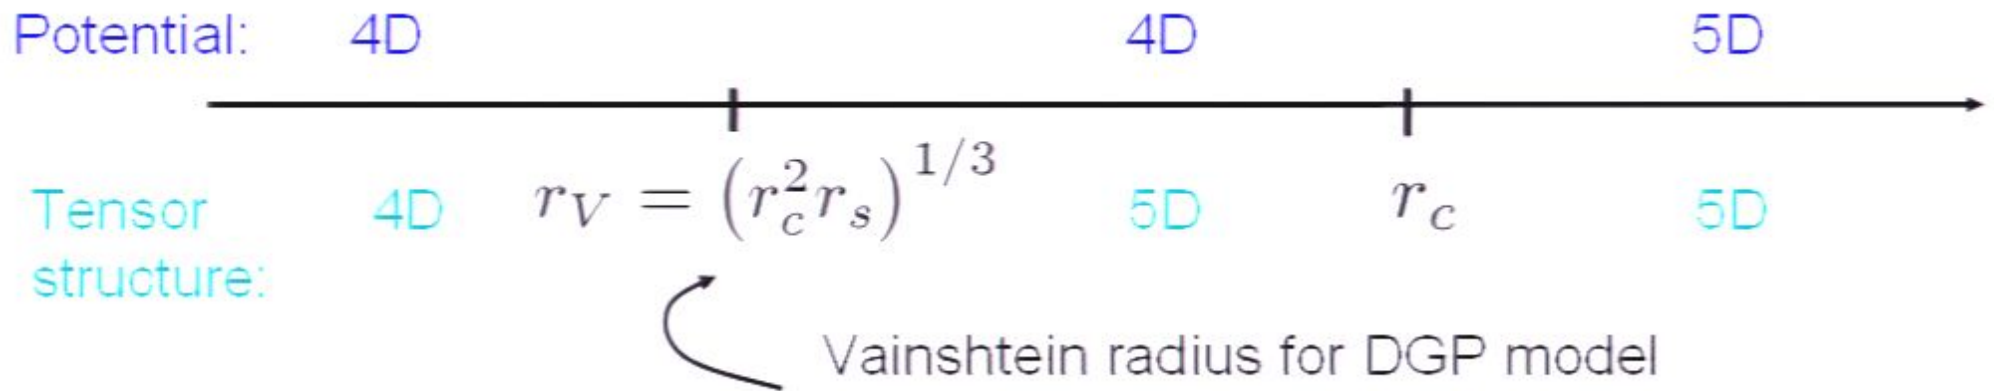 Potential: 4D 4D 5D
Tensor structure: 4D r_V = (r_c^2 r_s)^{1/3} 5D r_c 5D
Vainshtein radius for DGP model